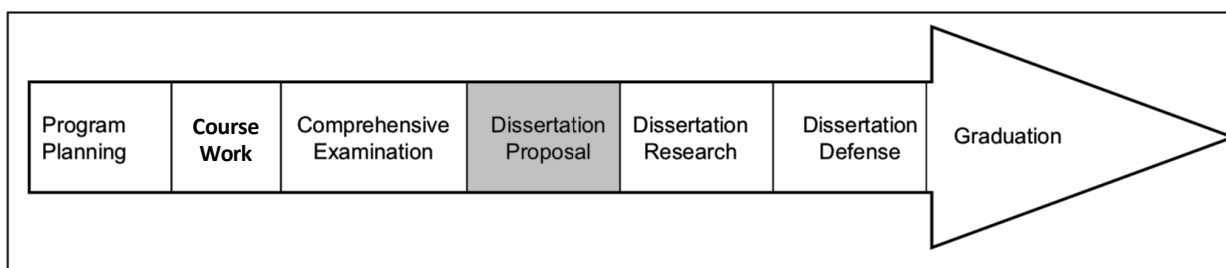 Program
Planning
Course
Work
Comprehensive
Examination
Dissertation
Proposal
Dissertation
Research
Dissertation
Defense
Graduation